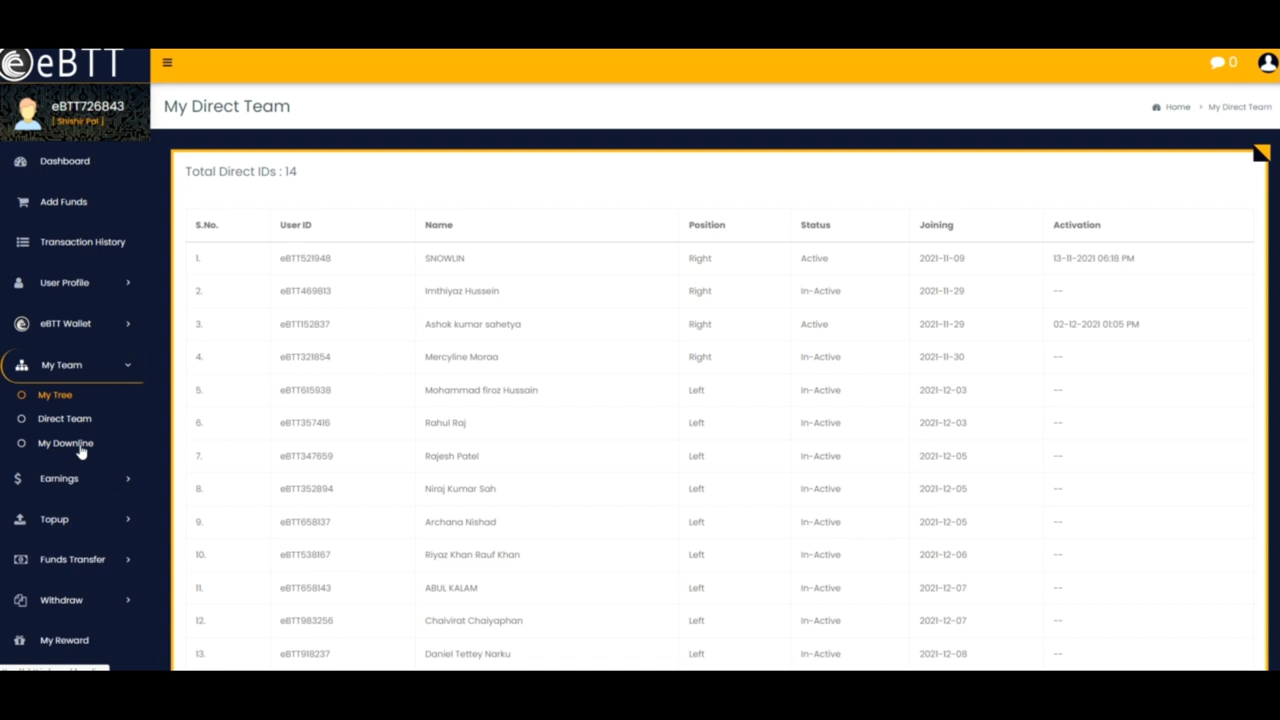 eBTT
0
eBTT726843
[ Shishir Pal ]
My Direct Team
Home > My Direct Team
Dashboard
Add Funds
Transaction History
User Profile
eBTT Wallet
My Team
My Tree
Direct Team
My Downline
Earnings
Topup
Funds Transfer
Withdraw
My Reward
Total Direct IDs : 14
S.No. User ID Name Position Status Joining Activation
1. eBTT521948 SNOWLIN Right Active 2021-11-09 13-11-2021 06:18 PM
2. eBTT469813 Imthiyaz Hussein Right In-Active 2021-11-29 --
3. eBTT152837 Ashok kumar sahetya Right Active 2021-11-29 02-12-2021 01:05 PM
4. eBTT321854 Mercyline Moraa Right In-Active 2021-11-30 --
5. eBTT615938 Mohammad firoz Hussain Left In-Active 2021-12-03 --
6. eBTT357416 Rahul Raj Left In-Active 2021-12-03 --
7. eBTT347659 Rajesh Patel Left In-Active 2021-12-05 --
8. eBTT352894 Niraj Kumar Sah Left In-Active 2021-12-05 --
9. eBTT658137 Archana Nishad Left In-Active 2021-12-05 --
10. eBTT538167 Riyaz Khan Rauf Khan Left In-Active 2021-12-06 --
11. eBTT658143 ABUL KALAM Left In-Active 2021-12-07 --
12. eBTT983256 Chaivirat Chaiyaphan Left In-Active 2021-12-07 --
13. eBTT918237 Daniel Tettey Narku Left In-Active 2021-12-08 --